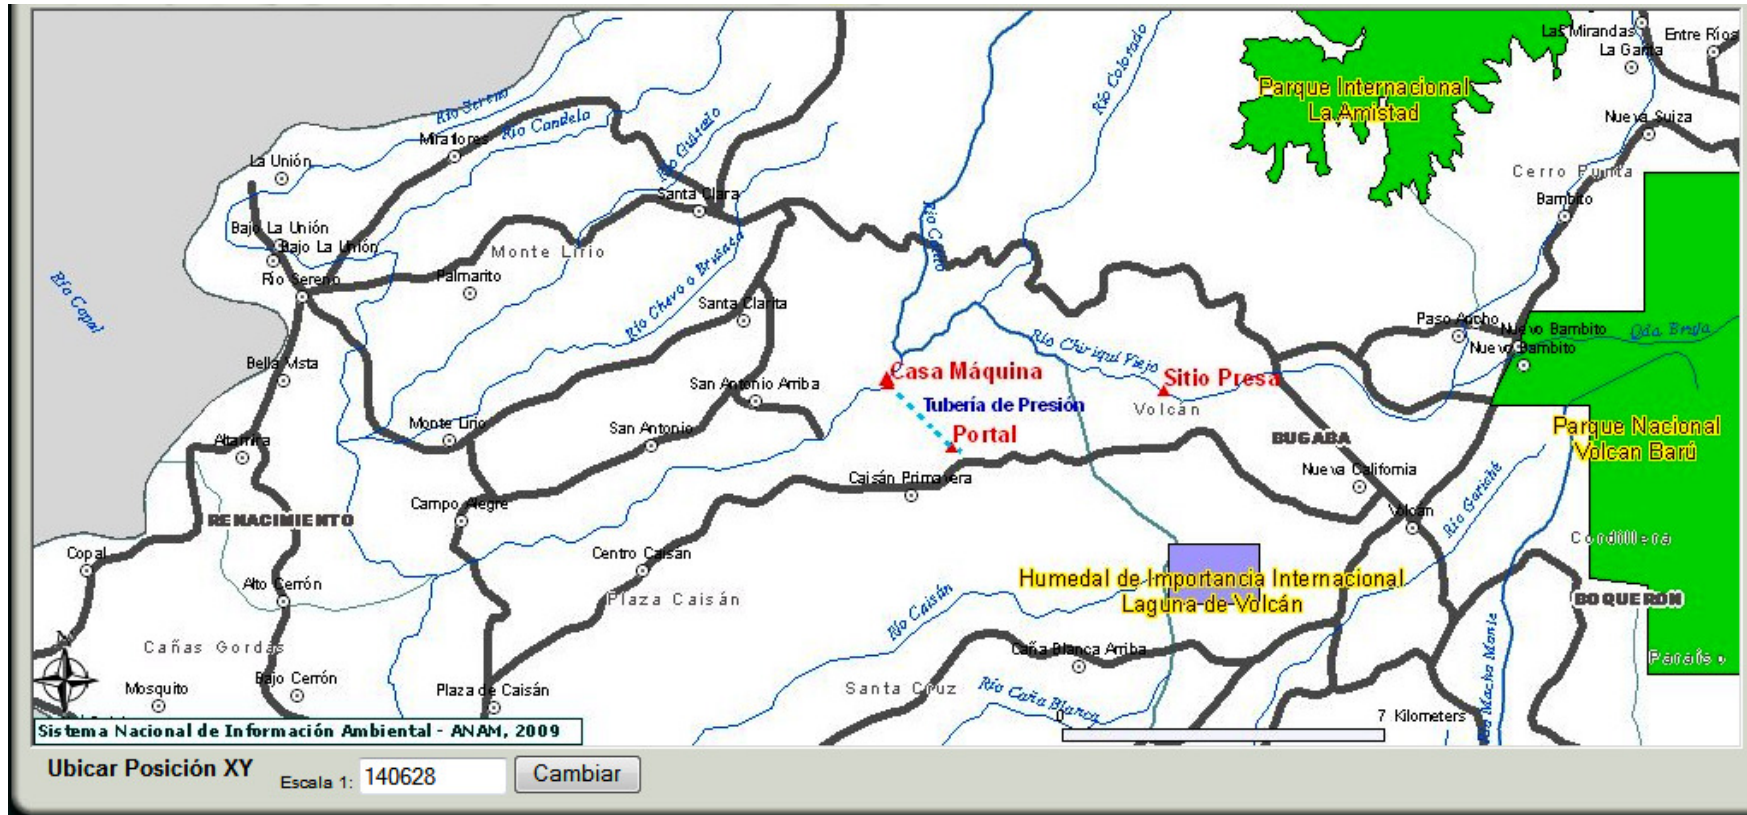 Las Mirandas
Entre Ríos
La Garita
Río Colorado
Parque Internacional
La Amistad
Río Sereno
Río Candela
Miraflores
Nueva Suiza
La Unión
Cerro Punta
Santa Clara
Bambito
Bajo La Unión
Bajo La Unión
Monte Lirio
Río Sereno
Palmarito
Río Chevo o Brusaca
Río Copal
Santa Clarita
Paso Ancho
Nuevo Bambito
Qda Bruja
Nuevo Bambito
Río Chiriquí Viejo
Bella Vista
Casa Máquina
Sitio Presa
San Antonio Arriba
Tubería de Presión
Volcán
Monte Lirio
San Antonio
Portal
BUGABA
Parque Nacional
Volcan Barú
Altamira
Caisán Primavera
Nueva California
Río Gariché
Campo Alegre
RENACIMIENTO
Volcán
Cordillera
Copal
Centro Caisán
Humedal de Importancia Internacional
Laguna de Volcán
Alto Cerrón
Plaza Caisán
Río Caisán
BOQUERÓN
N
Cañas Gordas
Caña Blanca Arriba
Río Macho Monte
Paraíso
Mosquito
Bajo Cerrón
Plaza de Caisán
Santa Cruz
Río Caña Blanca
0
7 Kilometers
Sistema Nacional de Información Ambiental - ANAM, 2009
Ubicar Posición XY
Escala 1: 140628
Cambiar